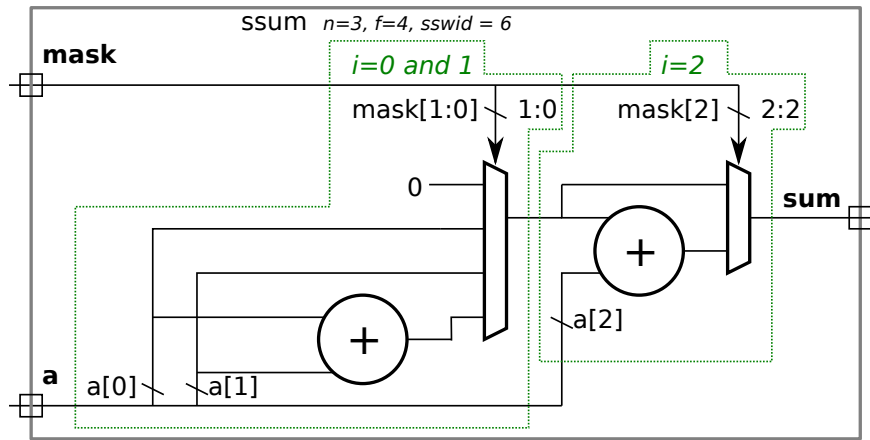 ssum n=3, f=4, sswid = 6
mask
i=0 and 1
i=2
mask[1:0] 1:0
mask[2] 2:2
0
sum
+
+
a[2]
a
a[0]
a[1]